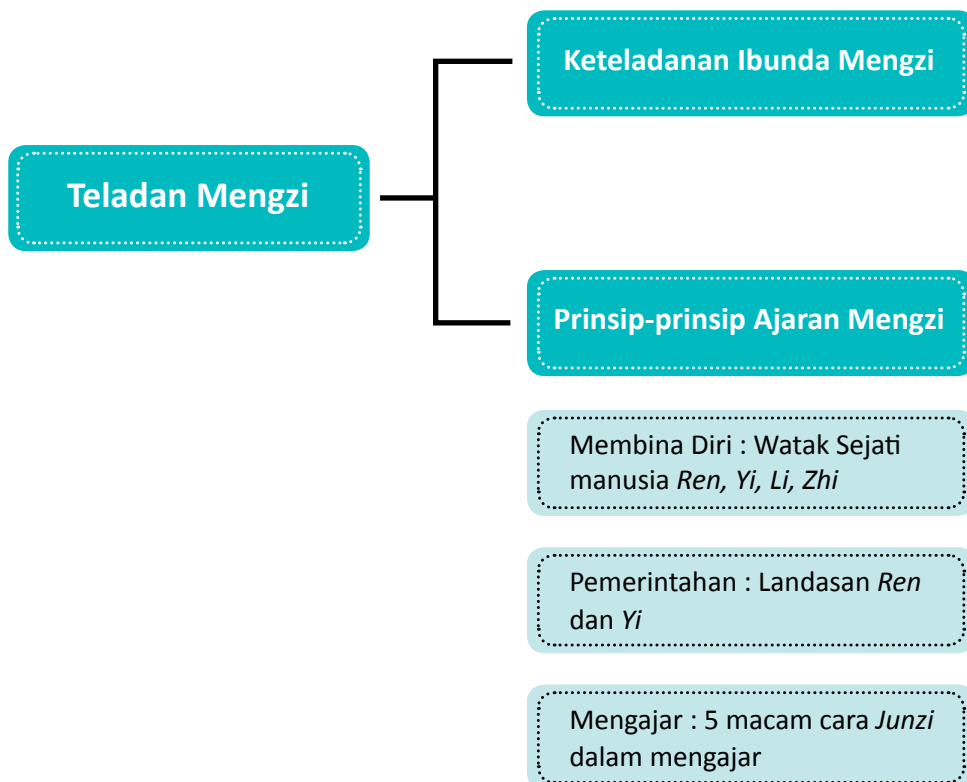 Keteladanan Ibunda Mengzi
Teladan Mengzi
Prinsip-prinsip Ajaran Mengzi
Membina Diri : Watak Sejati
manusia Ren, Yi, Li, Zhi
Pemerintahan : Landasan Ren
dan Yi
Mengajar : 5 macam cara Junzi
dalam mengajar